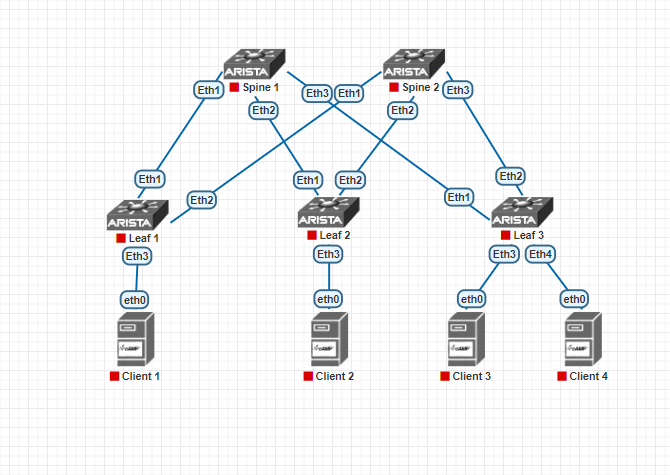 ARISTA
ARISTA
Spine 1
Spine 2
Eth1
Eth3
Eth1
Eth3
Eth2
Eth2
Eth1
Eth1
Eth2
Eth2
Eth2
Eth1
ARISTA
ARISTA
ARISTA
Leaf 1
Leaf 2
Leaf 3
Eth3
Eth3
Eth3
Eth4
eth0
eth0
eth0
eth0
Client 1
Client 2
Client 3
Client 4